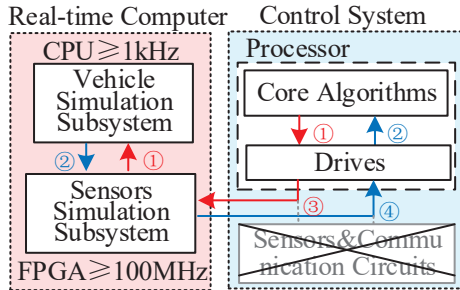 Real-time Computer
CPU≥1kHz
Vehicle
Simulation
Subsystem
② ①
Sensors
Simulation
Subsystem
FPGA≥100MHz
Control System
Processor
Core Algorithms
① ②
Drives
③ ④
Sensors&Commu
nication Circuits